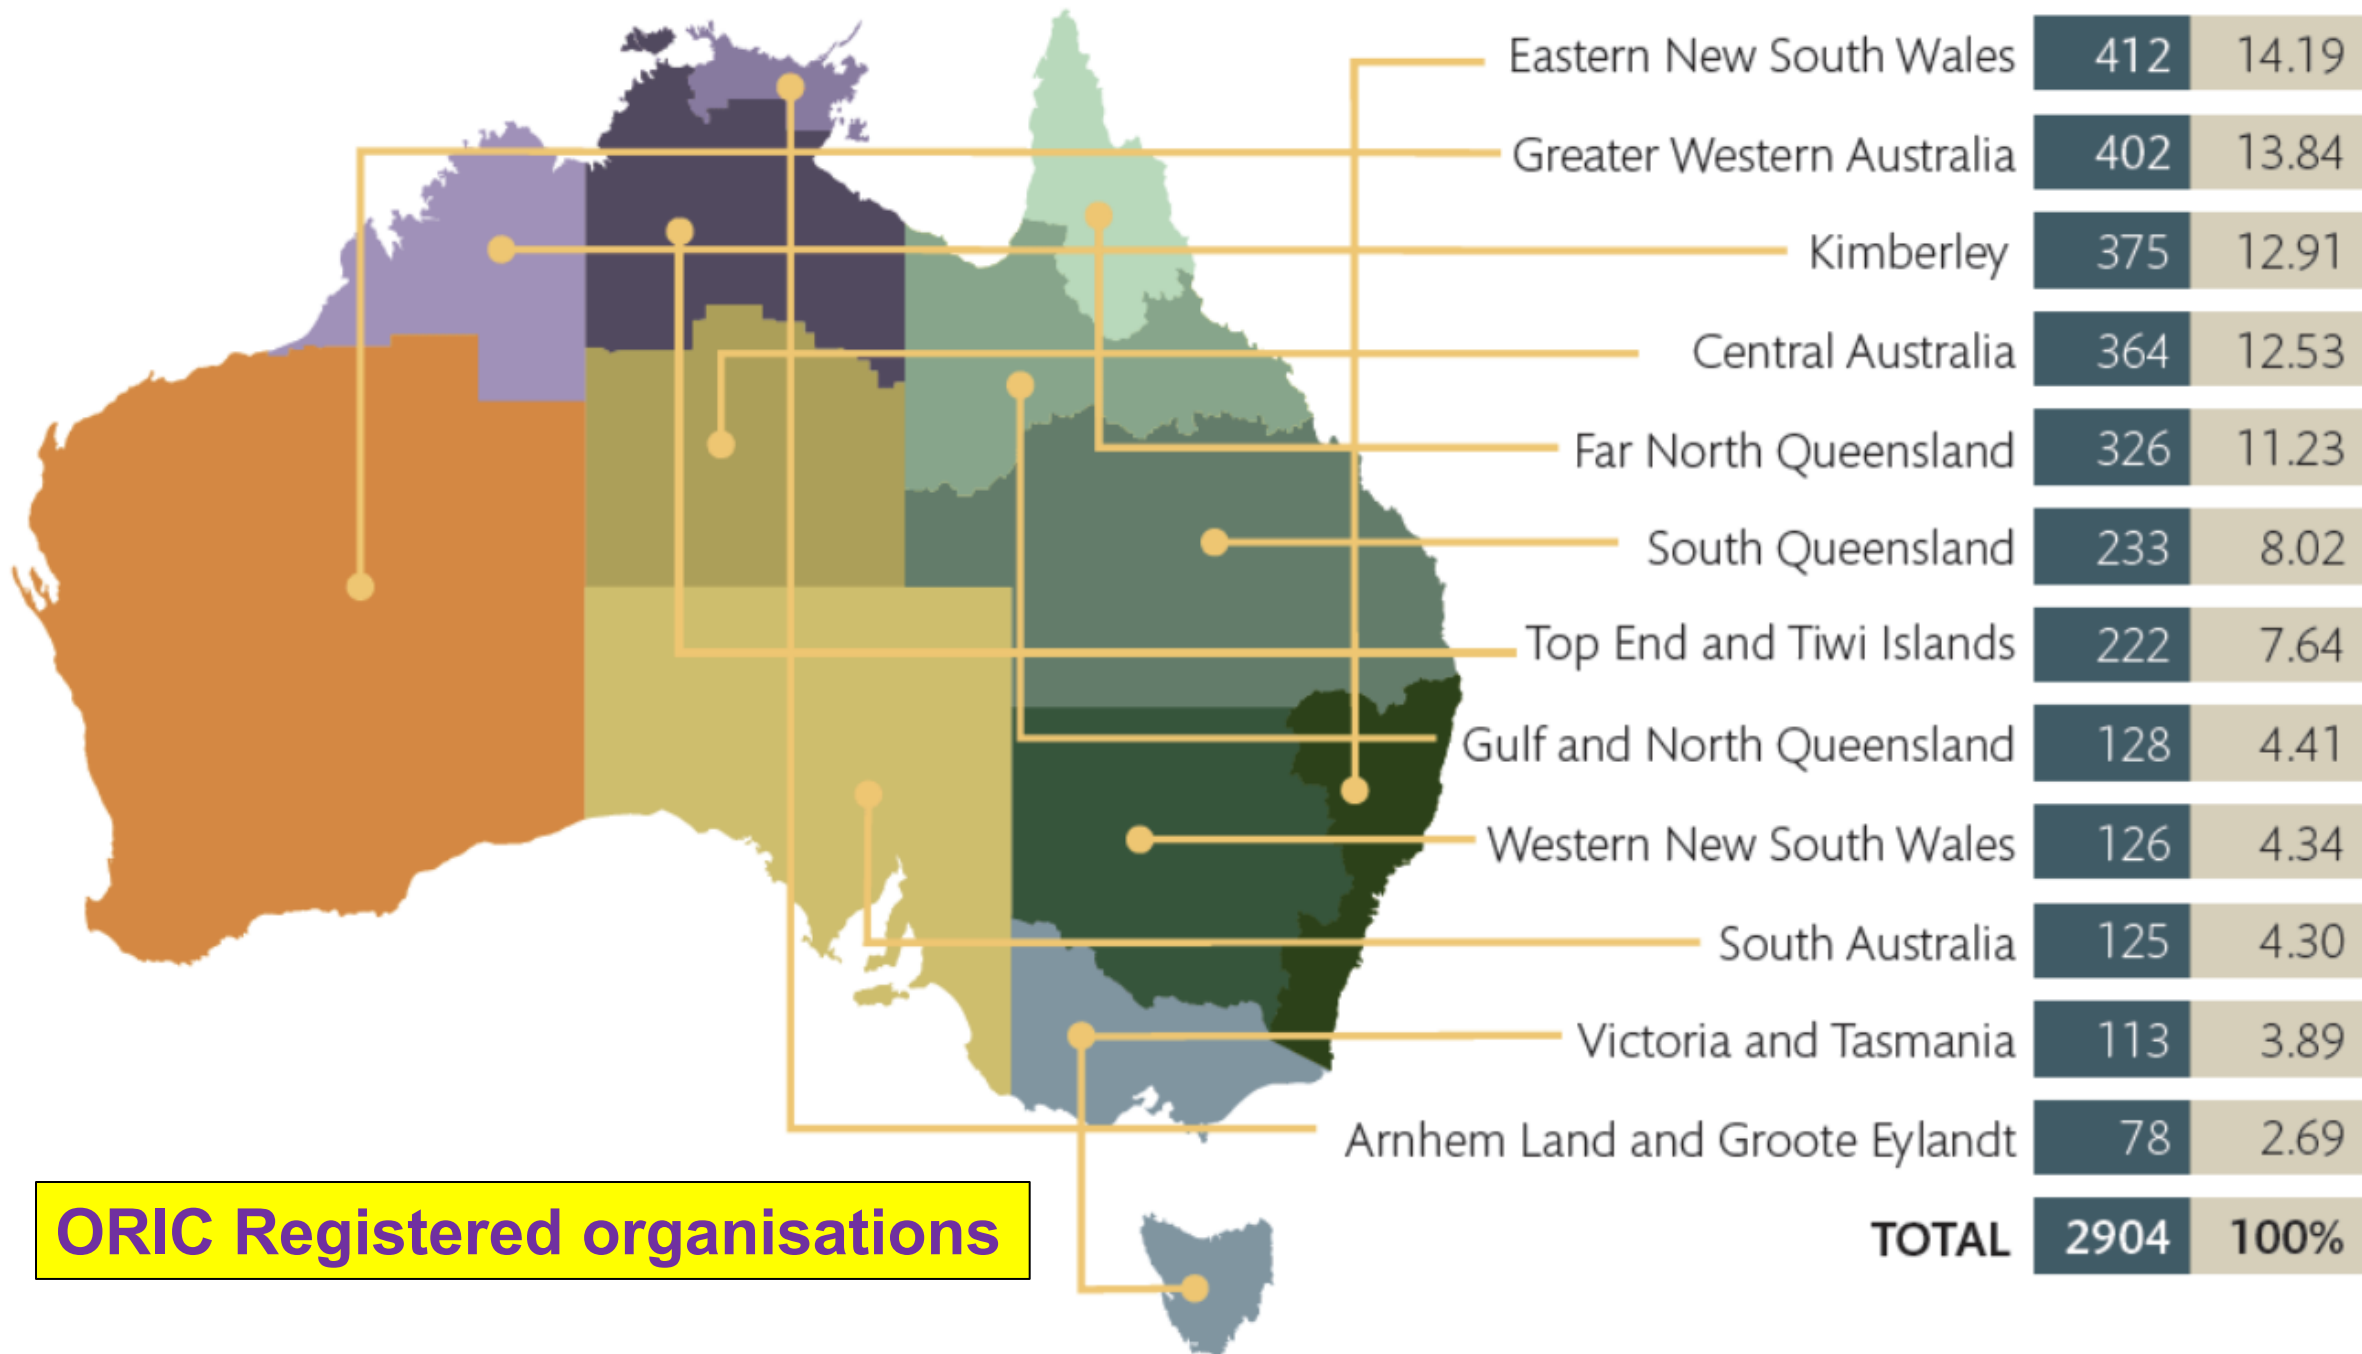 Eastern New South Wales 412 14.19
Greater Western Australia 402 13.84
Kimberley 375 12.91
Central Australia 364 12.53
Far North Queensland 326 11.23
South Queensland 233 8.02
Top End and Tiwi Islands 222 7.64
Gulf and North Queensland 128 4.41
Western New South Wales 126 4.34
South Australia 125 4.30
Victoria and Tasmania 113 3.89
Arnhem Land and Groote Eylandt 78 2.69
TOTAL 2904 100%
ORIC Registered organisations